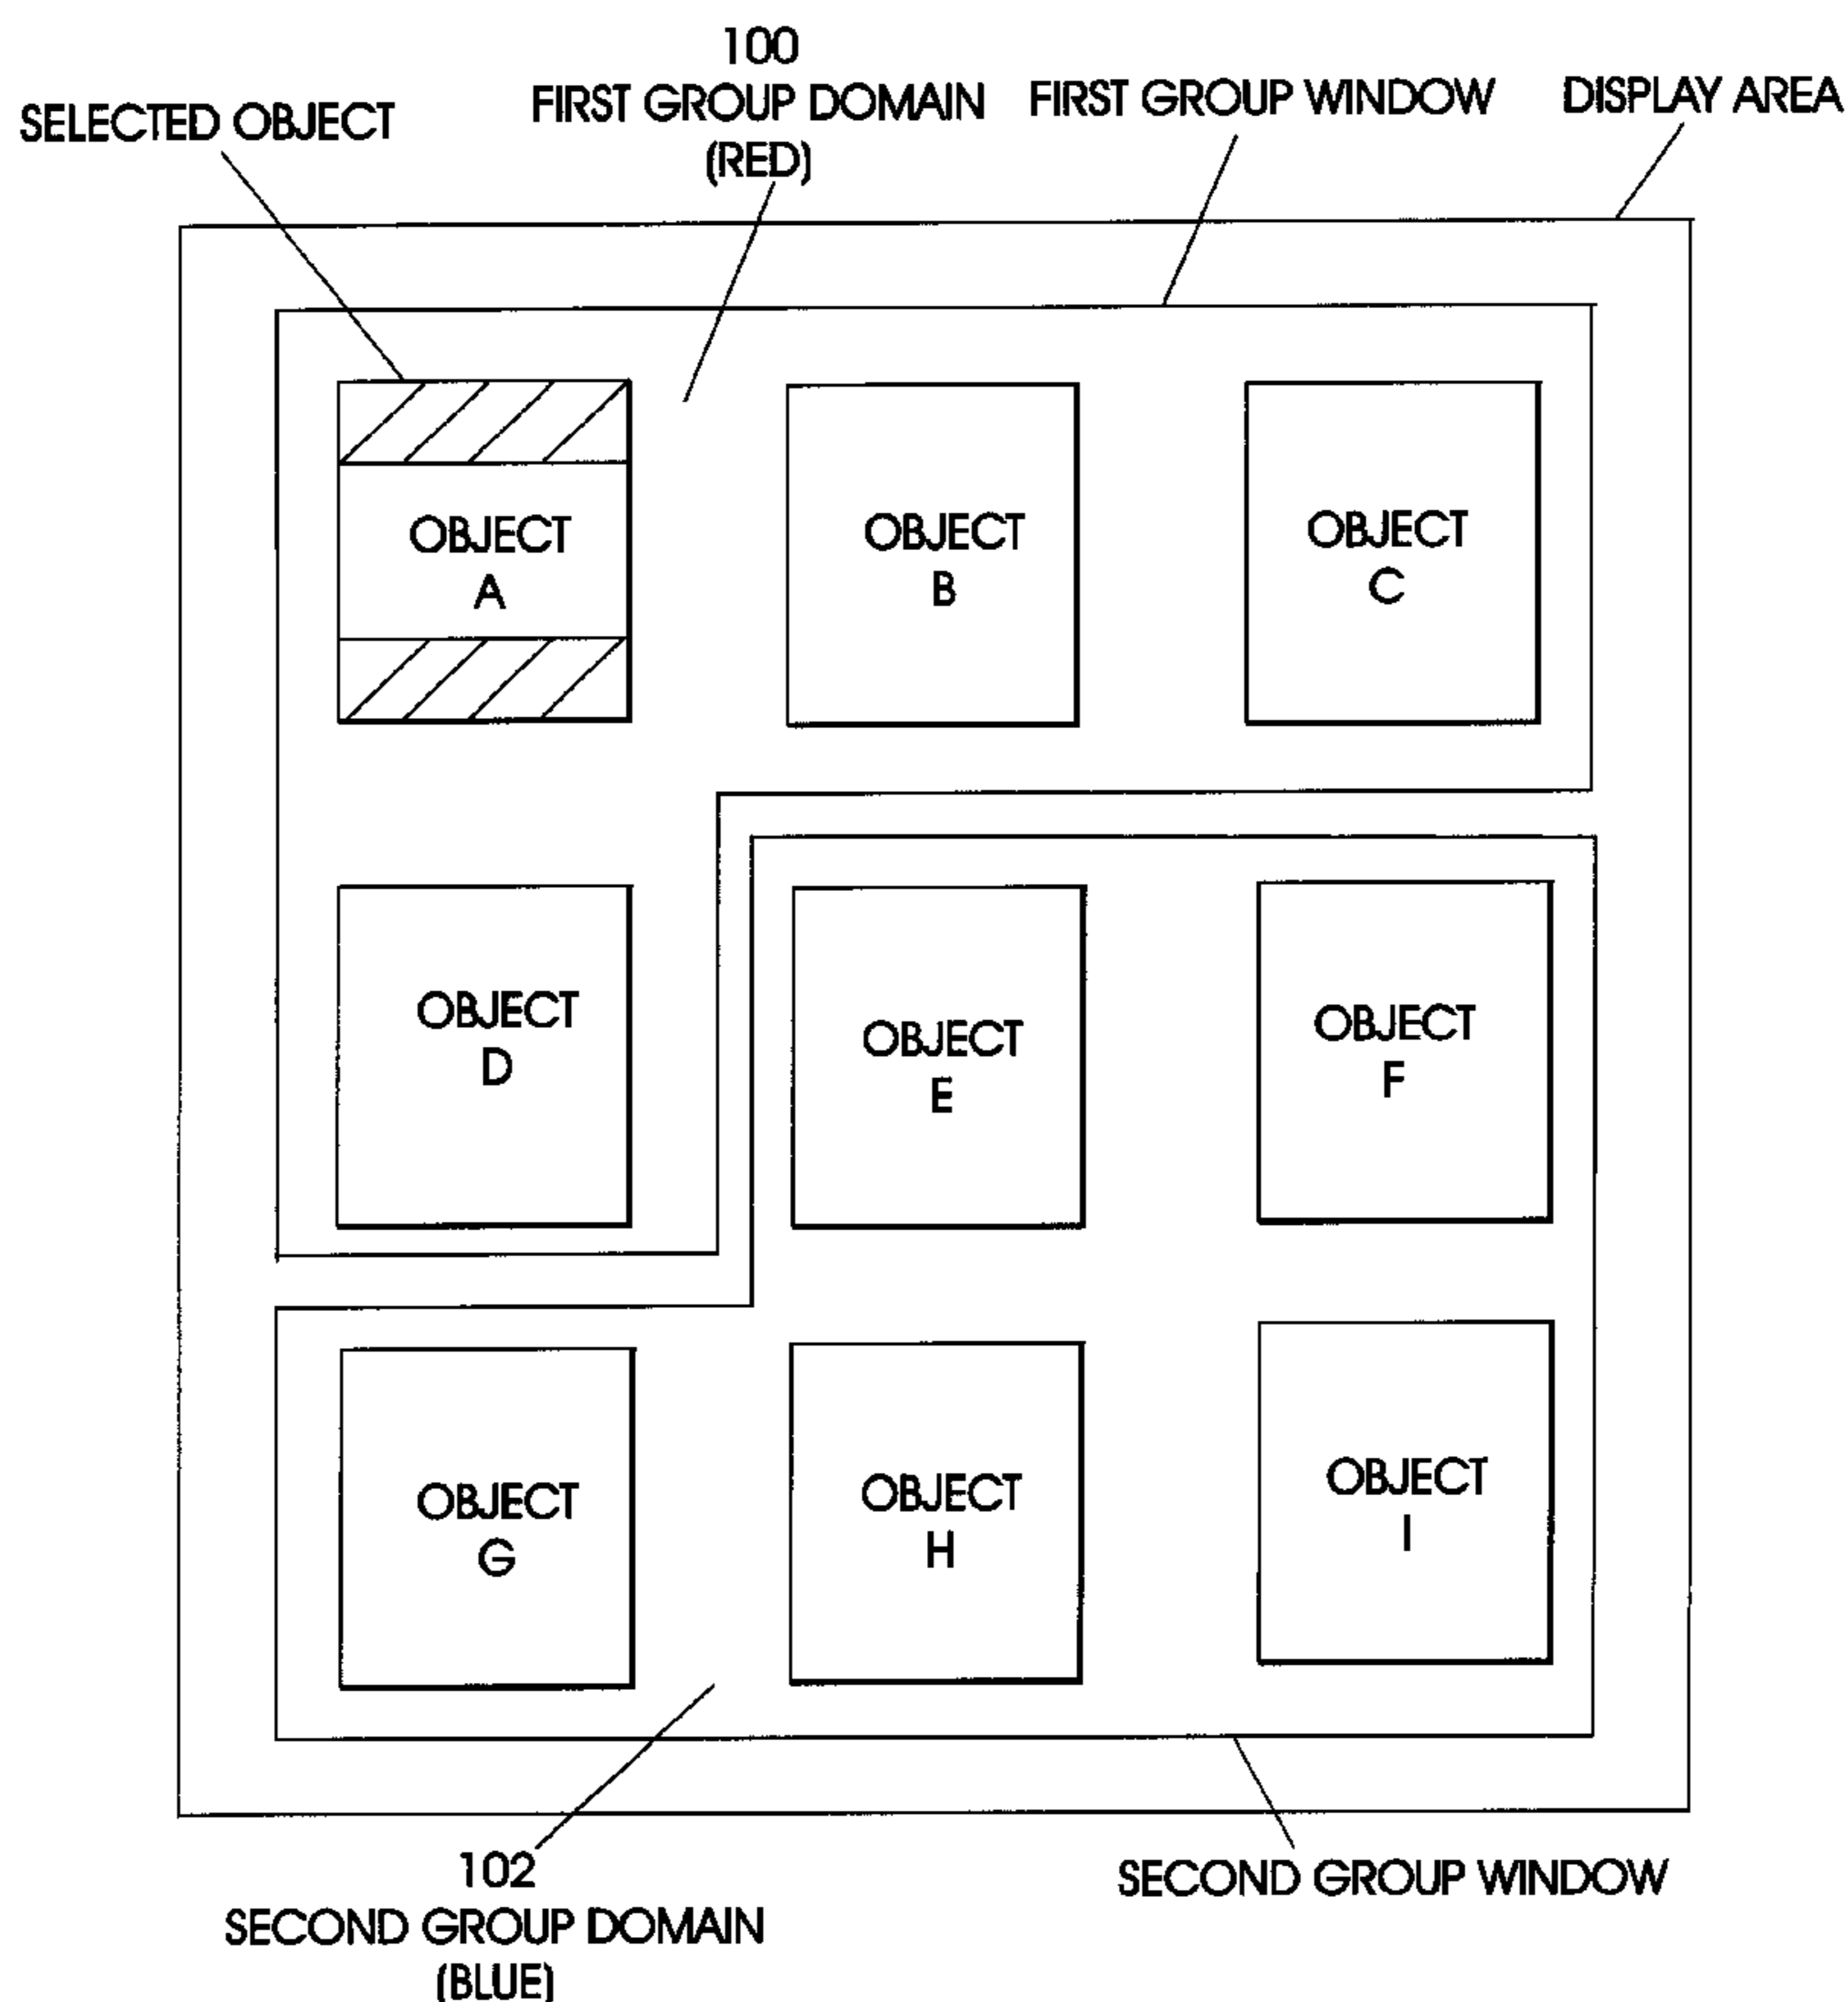 100
SELECTED OBJECT
FIRST GROUP DOMAIN
(RED)
FIRST GROUP WINDOW
DISPLAY AREA
OBJECT
A
OBJECT
B
OBJECT
C
OBJECT
D
OBJECT
E
OBJECT
F
OBJECT
G
OBJECT
H
OBJECT
I
102
SECOND GROUP DOMAIN
(BLUE)
SECOND GROUP WINDOW